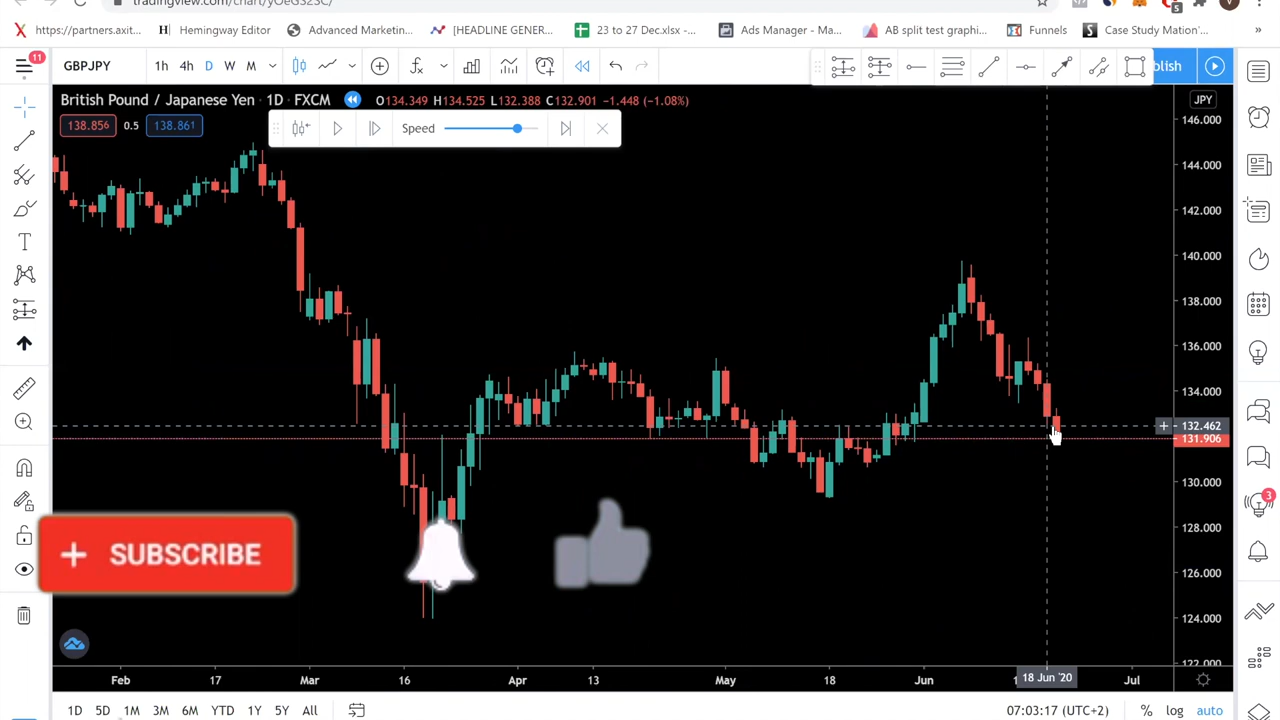 tradingview.com/chart/yOeGS2SC/
5
V
https://partners.axit...
Hemingway Editor
Advanced Marketin...
[HEADLINE GENER...
23 to 27 Dec.xlsx -...
Ads Manager - Ma...
AB split test graphi...
Funnels
Case Study Mation'...
»
11
GBPJPY
1h 4h D W M
blish
British Pound / Japanese Yen · 1D · FXCM
O134.349 H134.525 L132.388 C132.901 −1.448 (−1.08%)
JPY
138.856 0.5 138.861
Speed
146.000
144.000
142.000
140.000
138.000
136.000
134.000
132.462
131.906
130.000
128.000
126.000
124.000
122.000
3
+ SUBSCRIBE
Feb 17 Mar 16 Apr 13 May 18 Jun 18 Jun '20 Jul
1D 5D 1M 3M 6M YTD 1Y 5Y All
07:03:17 (UTC+2) % log auto